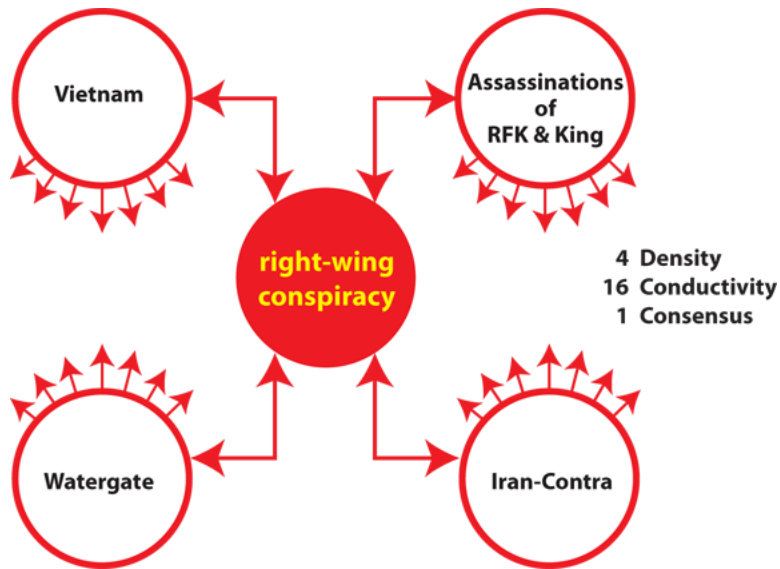 Vietnam
Assassinations
of
RFK & King
right-wing
conspiracy
4 Density
16 Conductivity
1 Consensus
Watergate
Iran-Contra